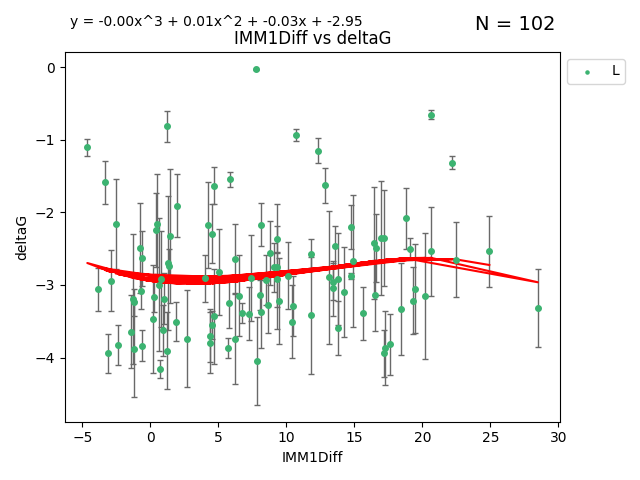 y = -0.00x^3 + 0.01x^2 + -0.03x + -2.95
N = 102
IMM1Diff vs deltaG
L
deltaG
0
−1
−2
−3
−4
−5 0 5 10 15 20 25 30
IMM1Diff